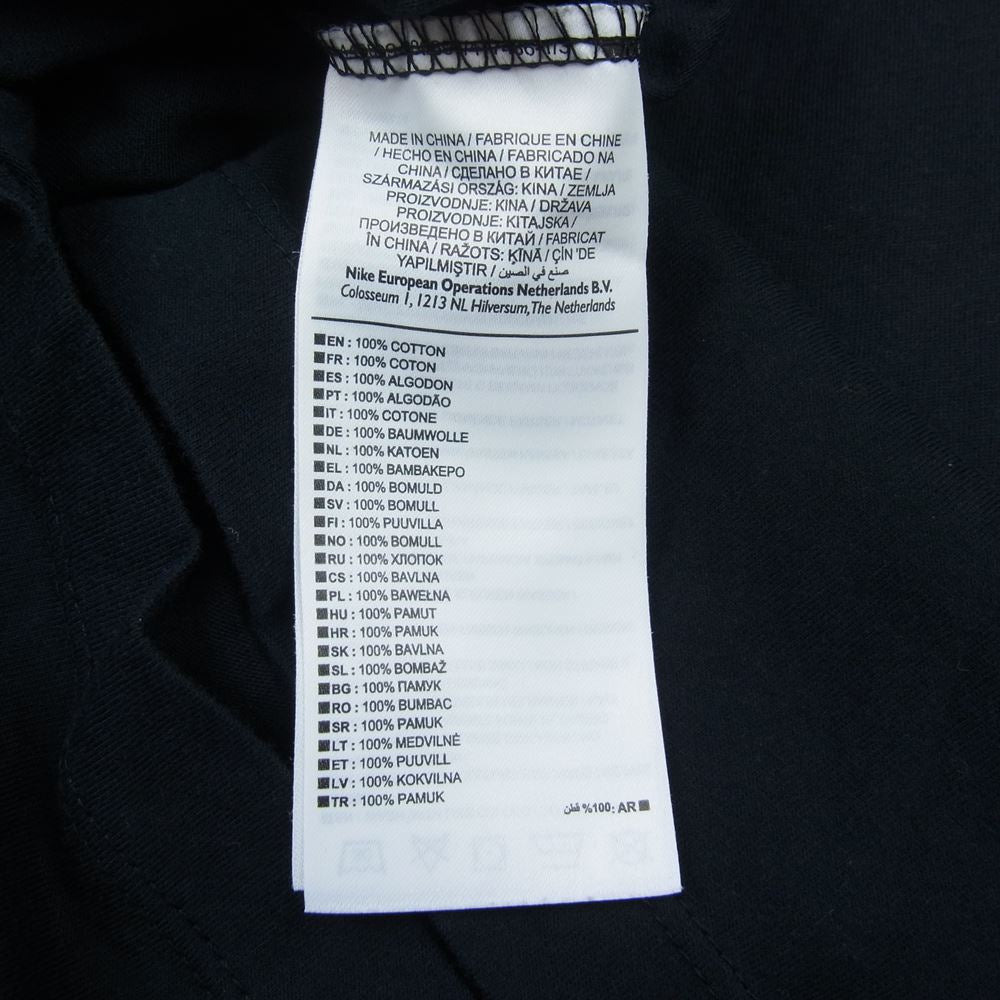 MADE IN CHINA / FABRIQUE EN CHINE
/ HECHO EN CHINA / FABRICADO NA
CHINA / СДЕЛАНО В КИТАЕ /
SZÁRMAZÁSI ORSZÁG: KINA / ZEMLJA
PROIZVODNJE: KINA / DRŽAVA
PROIZVODNJE: KITAJSKA /
ПРОИЗВЕДЕНО В КИТАЙ / FABRICAT
ÎN CHINA / RAŽOTS: ĶĪNĀ / ÇİN 'DE
YAPILMIŞTIR / صنع في الصين
Nike European Operations Netherlands B.V.
Colosseum 1, 1213 NL Hilversum, The Netherlands
EN : 100% COTTON
FR : 100% COTON
ES : 100% ALGODON
PT : 100% ALGODÃO
IT : 100% COTONE
DE : 100% BAUMWOLLE
NL : 100% KATOEN
EL : 100% BAMBAKEPO
DA : 100% BOMULD
SV : 100% BOMULL
FI : 100% PUUVILLA
NO : 100% BOMULL
RU : 100% ХЛОПОК
CS : 100% BAVLNA
PL : 100% BAWEŁNA
HU : 100% PAMUT
HR : 100% PAMUK
SK : 100% BAVLNA
SL : 100% BOMBAŽ
BG : 100% ПАМУК
RO : 100% BUMBAC
SR : 100% PAMUK
LT : 100% MEDVILNĖ
ET : 100% PUUVILL
LV : 100% KOKVILNA
TR : 100% PAMUK
قطن %100 : AR